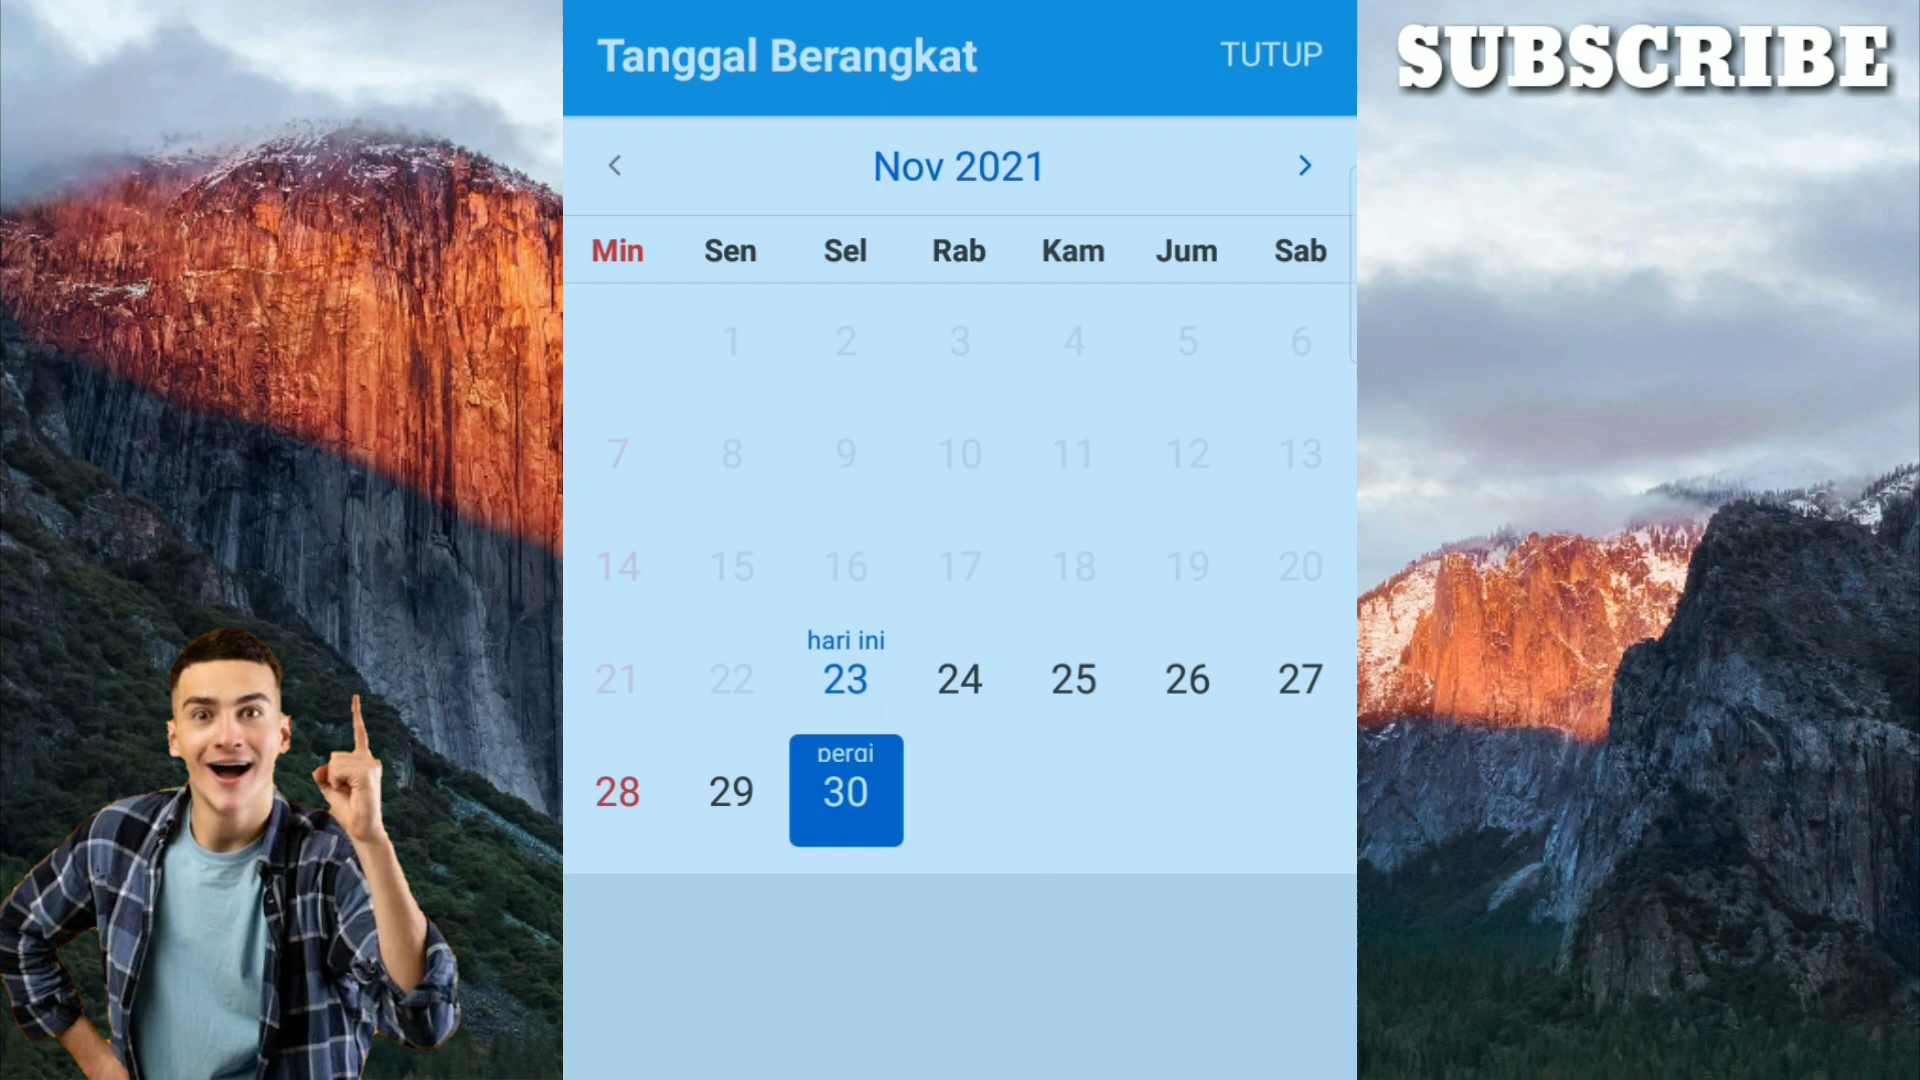 SUBSCRIBE
Tanggal Berangkat TUTUP
Nov 2021
Min Sen Sel Rab Kam Jum Sab
1 2 3 4 5 6
7 8 9 10 11 12 13
14 15 16 17 18 19 20
hari ini
21 22 23 24 25 26 27
pergi
28 29 30